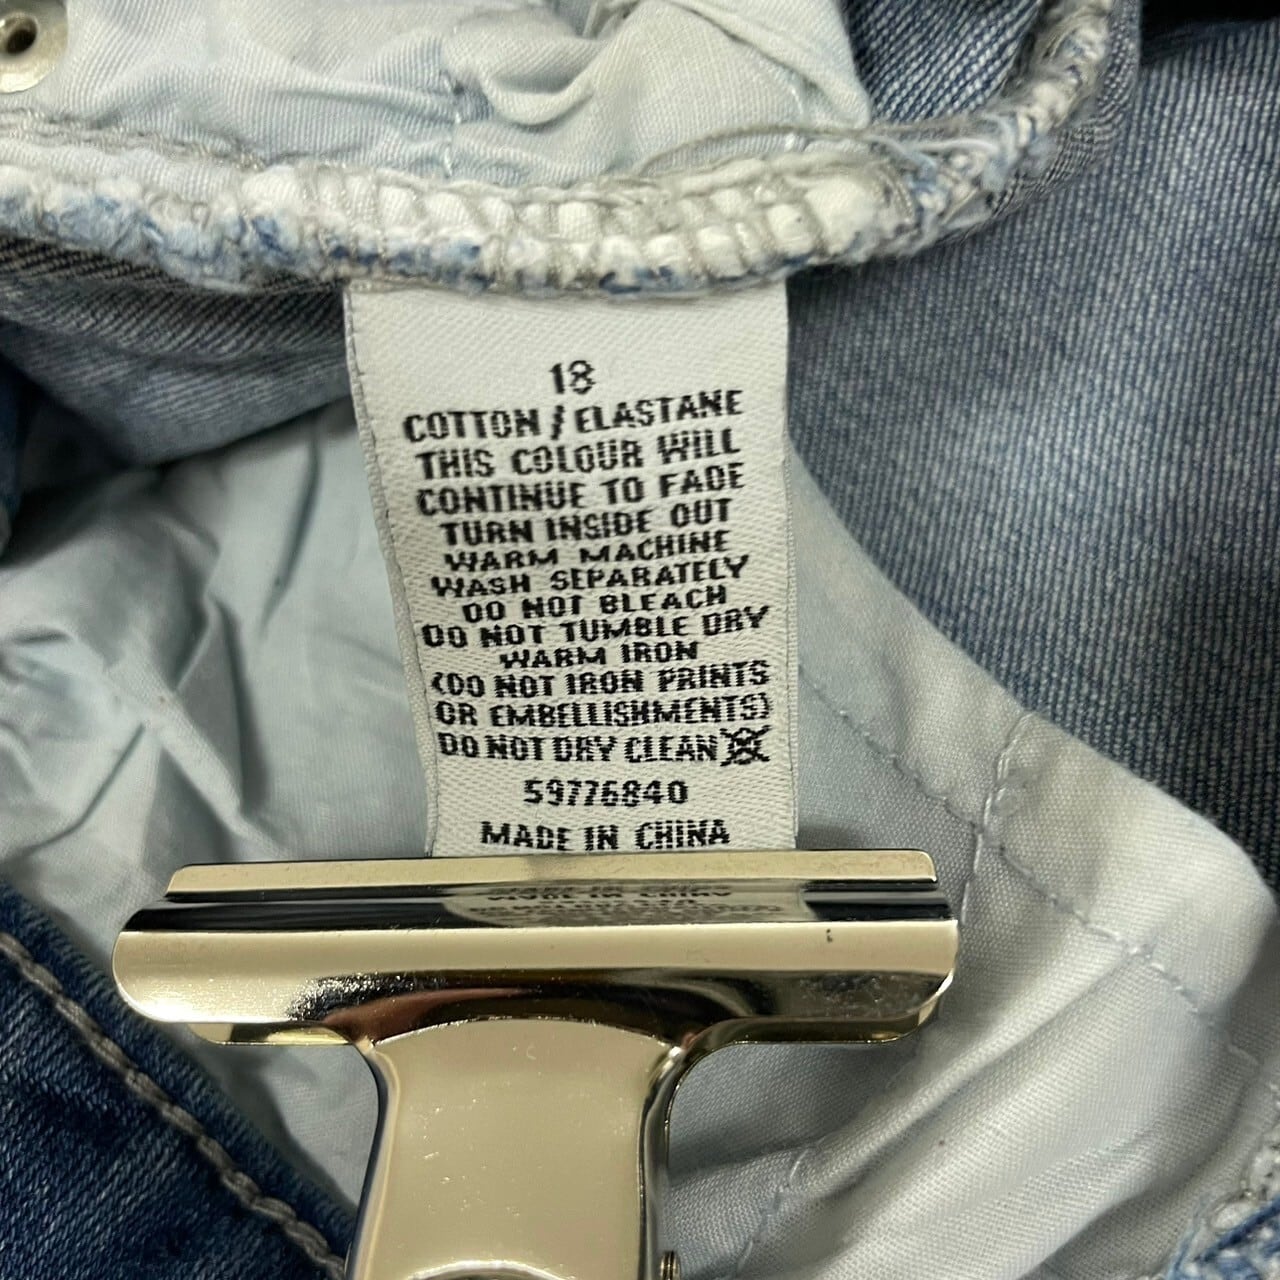 18
COTTON / ELASTANE
THIS COLOUR WILL
CONTINUE TO FADE
TURN INSIDE OUT
WARM MACHINE
WASH SEPARATELY
DO NOT BLEACH
DO NOT TUMBLE DRY
WARM IRON
(DO NOT IRON PRINTS
OR EMBELLISHMENTS)
DO NOT DRY CLEAN
59776840
MADE IN CHINA